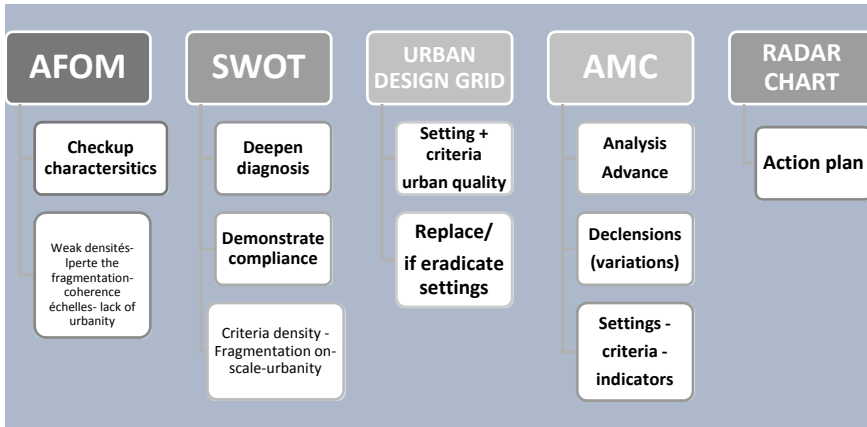 AFOM
Checkup
charactersitics
Weak densités-
lperte the
fragmentation-
coherence
échelles- lack of
urbanity
SWOT
Deepen
diagnosis
Demonstrate
compliance
Criteria density -
Fragmentation on-
scale-urbanity
URBAN
DESIGN GRID
Setting +
criteria
urban quality
Replace/
if eradicate
settings
AMC
Analysis
Advance
Declensions
(variations)
Settings -
criteria -
indicators
RADAR
CHART
Action plan